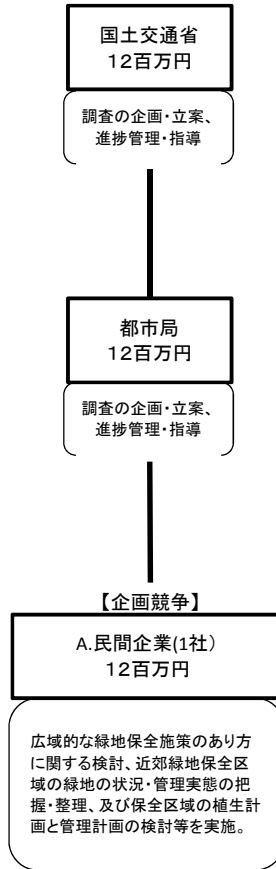 国土交通省
１２百万円
調査の企画・立案、
進捗管理・指導
都市局
１２百万円
調査の企画・立案、
進捗管理・指導
【企画競争】
A.民間企業(1社）
１２百万円
広域的な緑地保全施策のあり方
に関する検討、近郊緑地保全区
域の緑地の状況・管理実態の把
握・整理、及び保全区域の植生計
画と管理計画の検討等を実施。